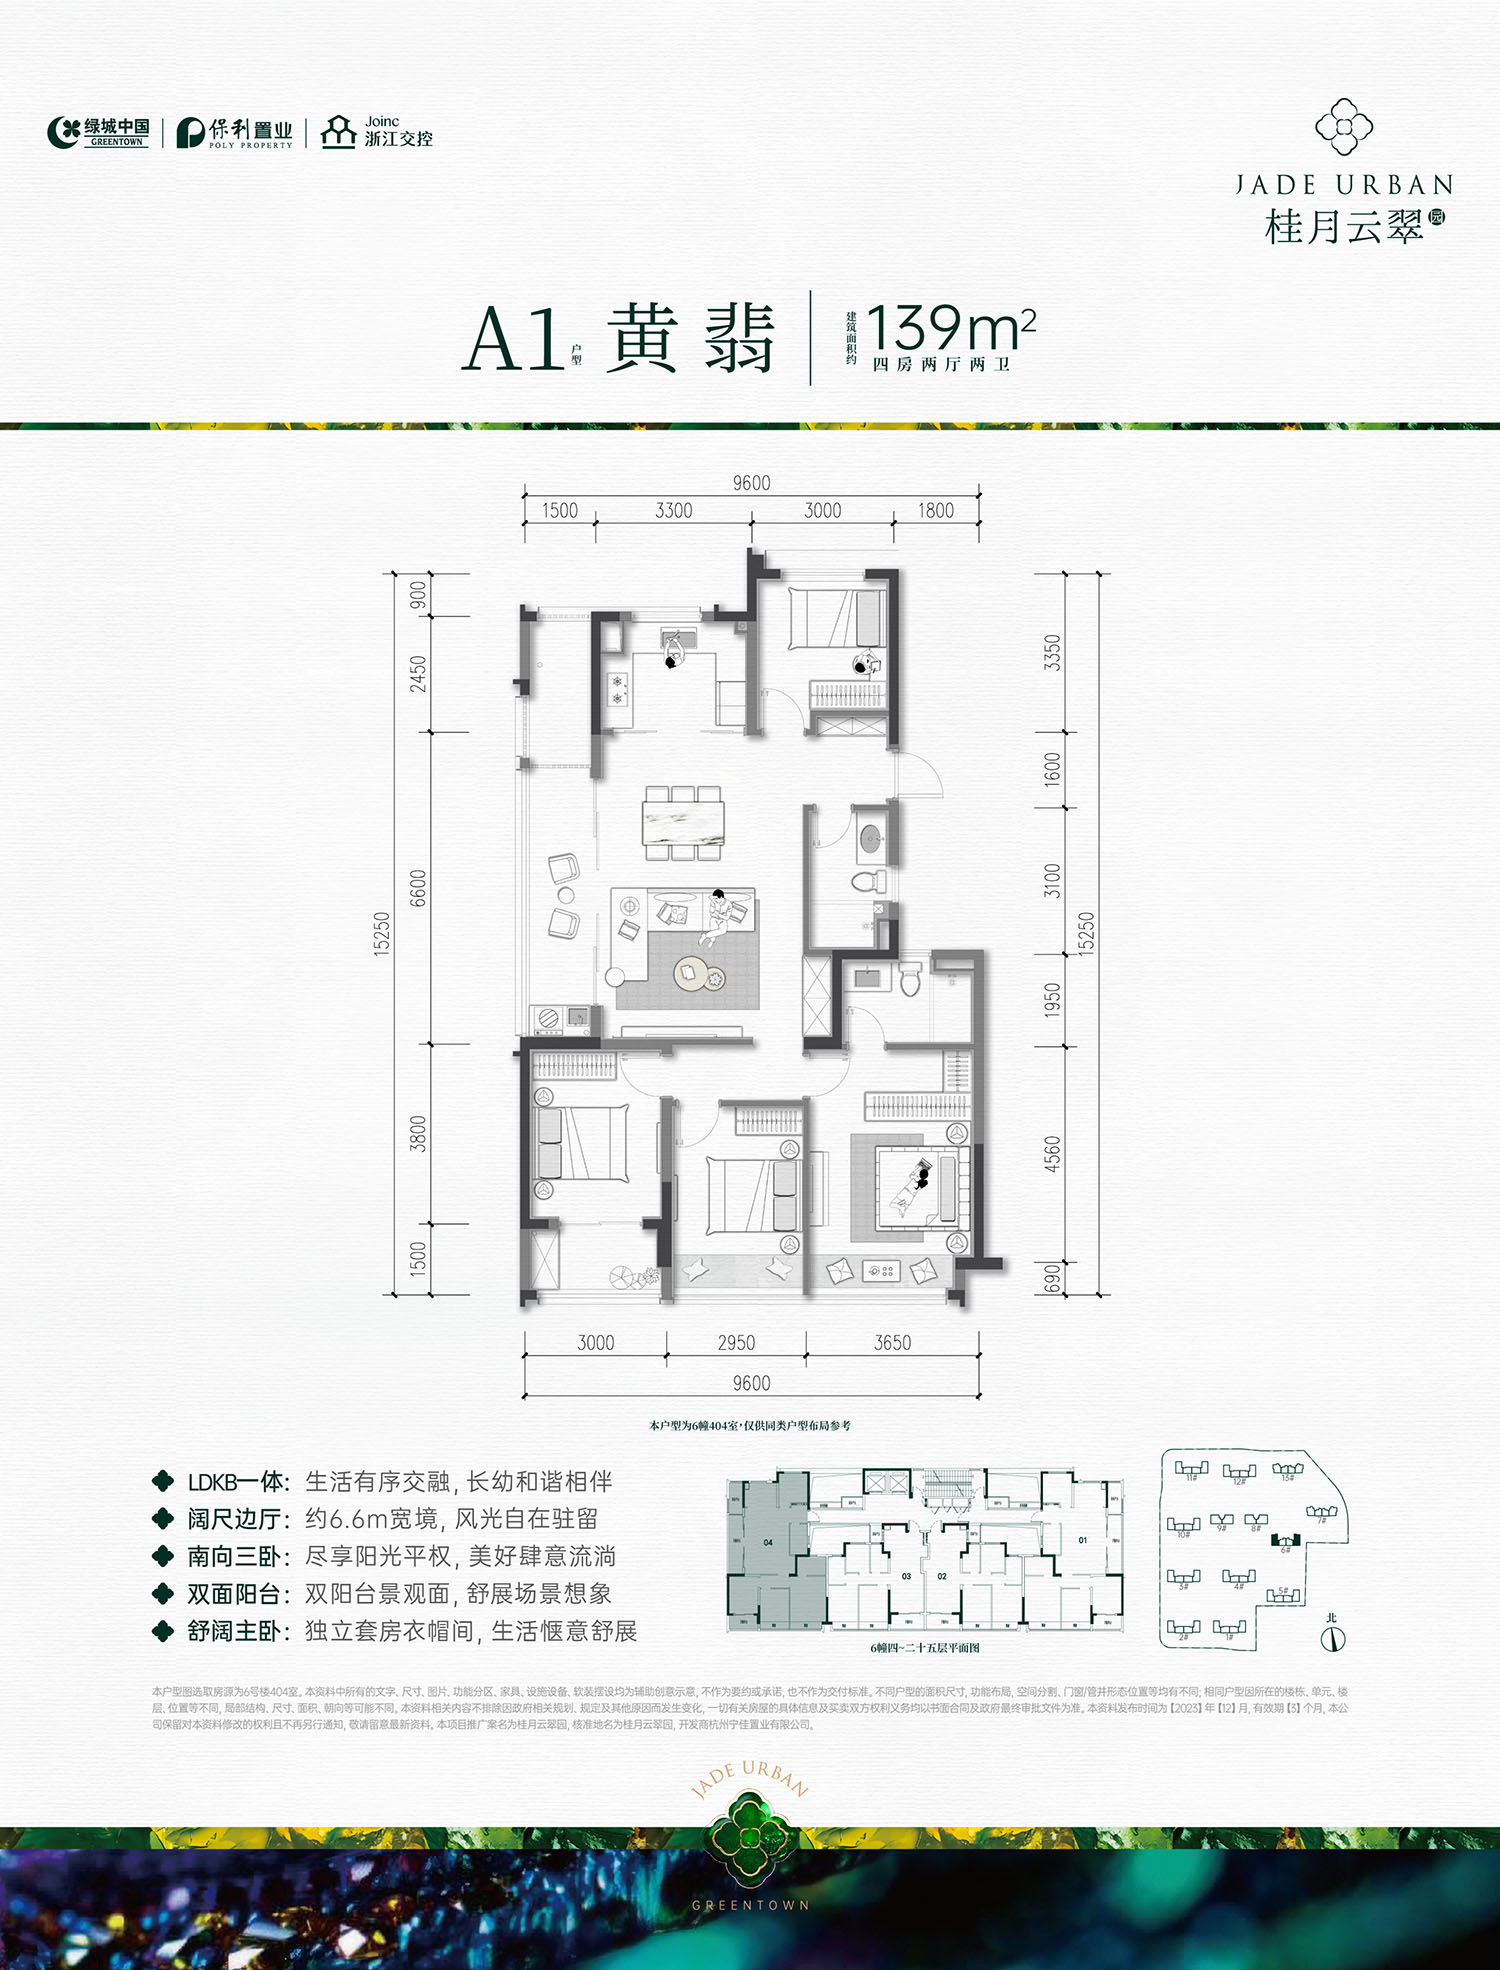 绿城中国
GREENTOWN
保利置业
POLY PROPERTY
Joinc
浙江交控
JADE URBAN
桂月云翠园
A1户型 黄翡
建筑面积约
139m²
四房两厅两卫
9600
1500 3300 3000 1800
900
2450
6600
3800
1500
15250
3350
1600
3100
1950
4560
690
15250
3000 2950 3650
9600
本户型为6幢404室，仅供同类户型布局参考
LDKB一体：生活有序交融，长幼和谐相伴
阔尺边厅：约6.6m宽境，风光自在驻留
南向三卧：尽享阳光平权，美好肆意流淌
双面阳台：双阳台景观面，舒展场景想象
舒阔主卧：独立套房衣帽间，生活惬意舒展
04 03 02 01
6幢四~二十五层平面图
11# 12# 13#
10# 9# 8# 7#
6#
3# 4# 5#
2# 1#
北
本户型图选取房源为6号楼404室。本资料中所有的文字、尺寸、图片、功能分区、家具、设施设备、软装摆设均为辅助创意示意，不作为要约或承诺，也不作为交付标准。不同户型的面积尺寸，功能布局，空间分割、门窗/管井形态位置等均有不同；相同户型因所在的楼栋、单元、楼
层、位置等不同，局部结构、尺寸、面积、朝向等可能不同。本资料相关内容不排除因政府相关规划、规定及其他原因而发生变化，一切有关房屋的具体信息及买卖双方权利义务均以书面合同及政府最终审批文件为准。本资料发布时间为【2023】年【12】月，有效期【3】个月，本公
司保留对本资料修改的权利且不再另行通知，敬请留意最新资料。本项目推广案名为桂月云翠园，核准地名为桂月云翠园，开发商杭州宁佳置业有限公司。
JADE URBAN
GREENTOWN